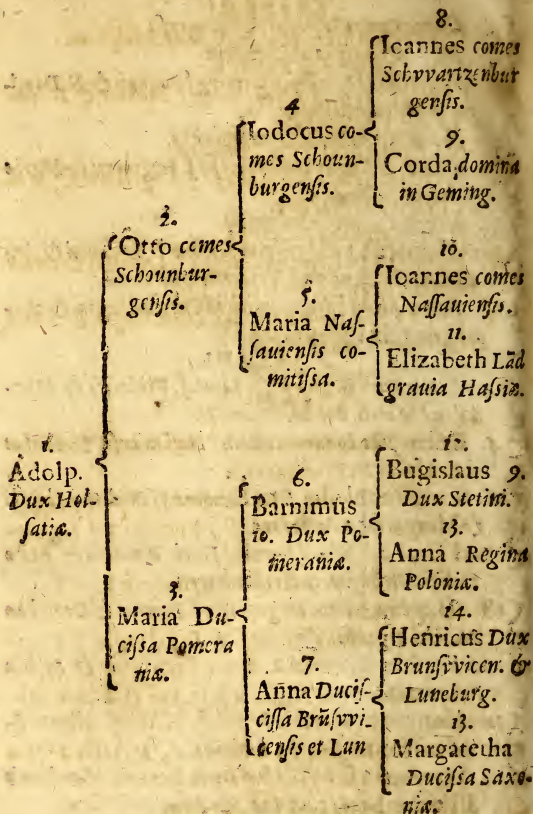 1.
Adolp.
Dux Hol-
satiæ.
2.
Otto comes
Schounbur-
gensis.
3.
Maria Du-
cissa Pomera
niæ.
4
Iodocus co-
mes Schoun-
burgensis.
5.
Maria Nas-
sauiensis co-
mitissa.
6.
Barnimus
10. Dux Po-
meraniæ.
7.
Anna Ducis-
cissa Brūsvvi-
censis et Lun
8.
Ioannes comes
Schvvartzenbur
gensis.
9.
Corda domina
in Geming.
10.
Ioannes comes
Nassauiensis.
11.
Elizabeth Lād
grauia Hassiæ.
12.
Bugislaus 9.
Dux Stetini.
13.
Anna Regina
Poloniæ.
14.
Henricus Dux
Brunsvvicen. &
Luneburg.
13.
Margaretha
Ducissa Saxo-
niæ.